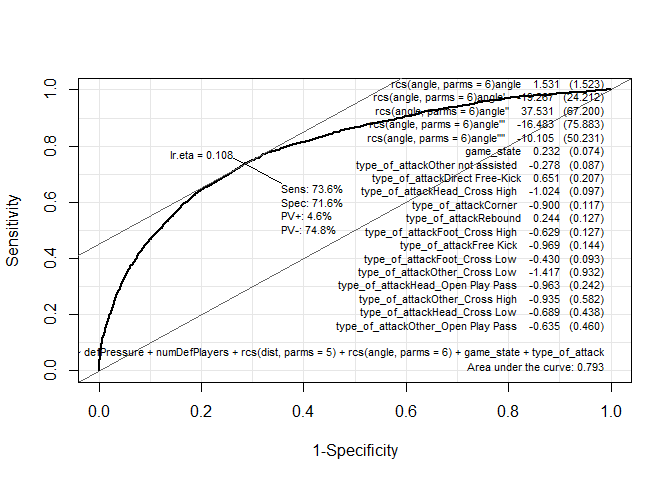 rcs(angle, parms = 6)angle 1.531 (1.523)
rcs(angle, parms = 6)angle' -19.267 (24.212)
rcs(angle, parms = 6)angle'' 37.531 (67.200)
rcs(angle, parms = 6)angle''' -16.483 (75.883)
rcs(angle, parms = 6)angle'''' -10.105 (50.231)
game_state 0.232 (0.074)
type_of_attackOther not assisted -0.278 (0.087)
type_of_attackDirect Free-Kick 0.651 (0.207)
type_of_attackHead_Cross High -1.024 (0.097)
type_of_attackCorner -0.900 (0.117)
type_of_attackRebound 0.244 (0.127)
type_of_attackFoot_Cross High -0.629 (0.127)
type_of_attackFree Kick -0.969 (0.144)
type_of_attackFoot_Cross Low -0.430 (0.093)
type_of_attackOther_Cross Low -1.417 (0.932)
type_of_attackHead_Open Play Pass -0.963 (0.242)
type_of_attackOther_Cross High -0.935 (0.582)
type_of_attackHead_Cross Low -0.689 (0.438)
type_of_attackOther_Open Play Pass -0.635 (0.460)
lr.eta = 0.108
Sens: 73.6%
Spec: 71.6%
PV+: 4.6%
PV-: 74.8%
defPressure + numDefPlayers + rcs(dist, parms = 5) + rcs(angle, parms = 6) + game_state + type_of_attack
Area under the curve: 0.793
Sensitivity
1.0
0.8
0.6
0.4
0.2
0.0
0.0 0.2 0.4 0.6 0.8 1.0
1-Specificity